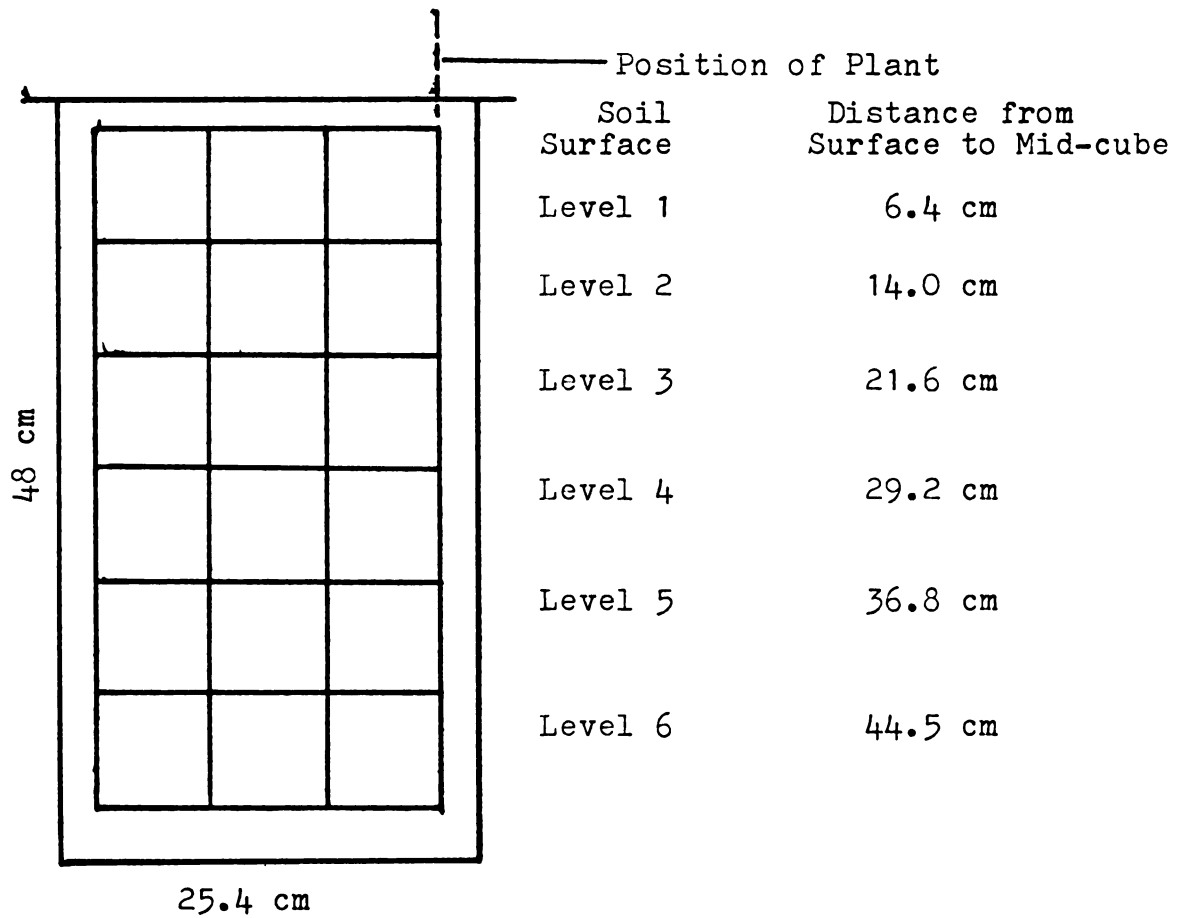 Position of Plant
Soil Distance from
Surface Surface to Mid-cube
Level 1 6.4 cm
Level 2 14.0 cm
Level 3 21.6 cm
Level 4 29.2 cm
Level 5 36.8 cm
Level 6 44.5 cm
48 cm
25.4 cm